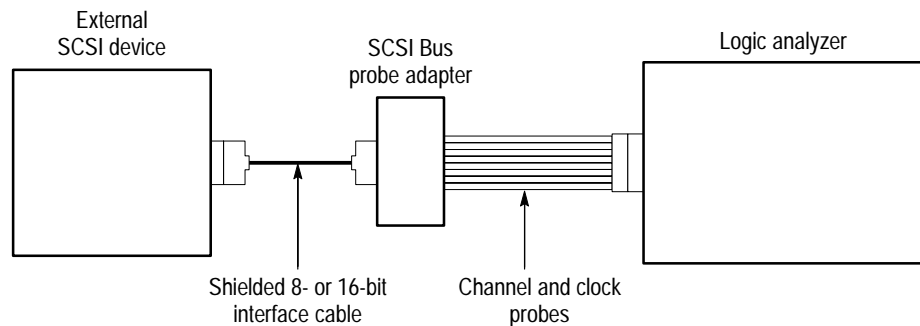 External
SCSI device
SCSI Bus
probe adapter
Logic analyzer
Shielded 8- or 16-bit
interface cable
Channel and clock
probes